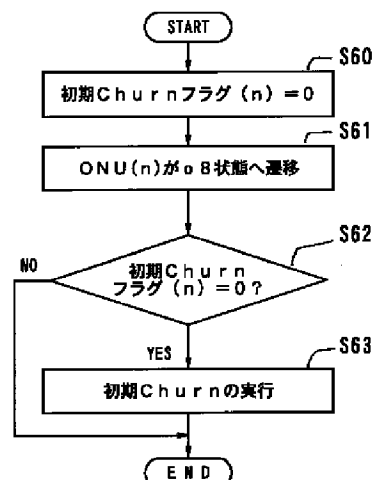 START
S60
初期Churnフラグ(n)=0
S61
ONU(n)がo8状態へ遷移
S62
初期Churn
フラグ(n)=0?
NO
YES
S63
初期Churnの実行
END